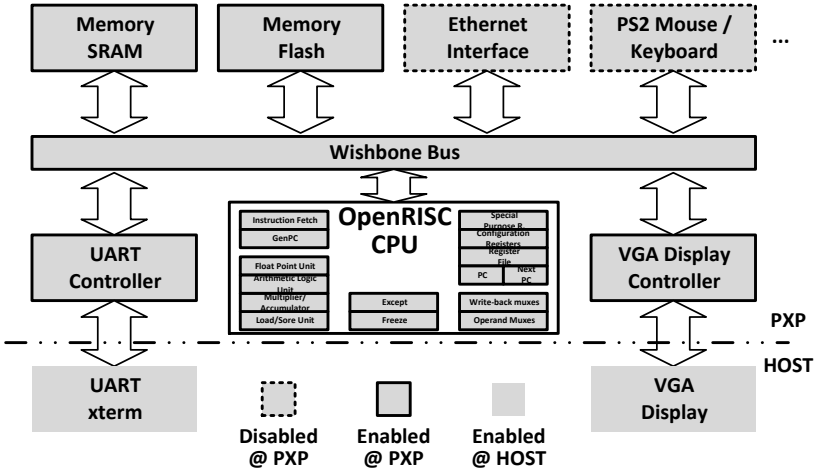 Memory
SRAM
Memory
Flash
Ethernet
Interface
PS2 Mouse /
Keyboard
...
Wishbone Bus
UART
Controller
OpenRISC
CPU
Instruction Fetch
GenPC
Float Point Unit
Arithmetic Logic
Unit
Multiplier/
Accumulator
Load/Sore Unit
Except
Freeze
Special
Purpose R.
Configuration
Registers
Register
File
PC
Next
PC
Write-back muxes
Operand Muxes
VGA Display
Controller
PXP
HOST
UART
xterm
Disabled
@ PXP
Enabled
@ PXP
Enabled
@ HOST
VGA
Display